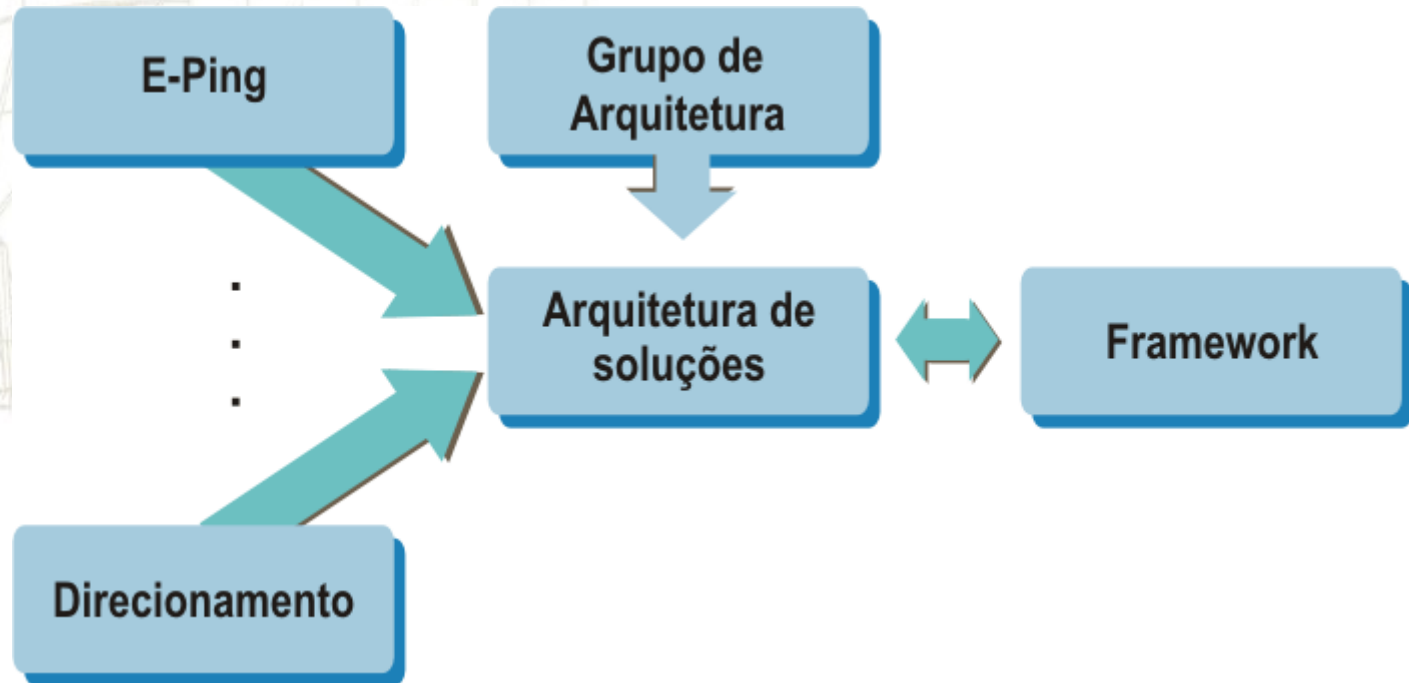 E-Ping
Grupo de
Arquitetura
.
.
.
Arquitetura de
soluções
Framework
Direcionamento